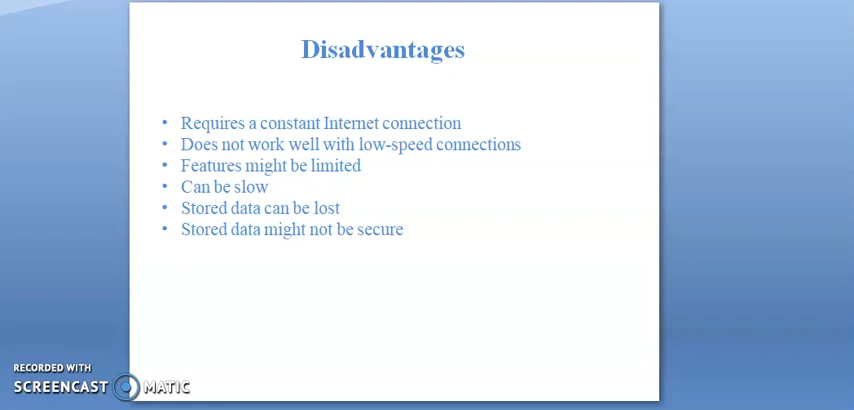 Disadvantages
• Requires a constant Internet connection
• Does not work well with low-speed connections
• Features might be limited
• Can be slow
• Stored data can be lost
• Stored data might not be secure
RECORDED WITH
SCREENCAST MATIC